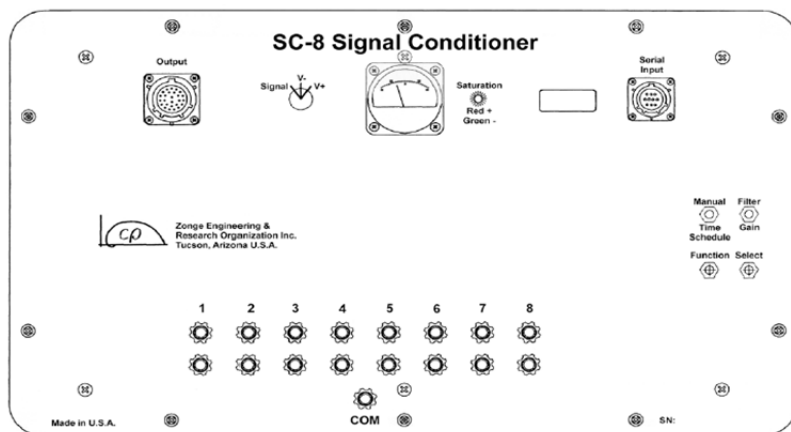 SC-8 Signal Conditioner
Output
Signal
V-
V+
Saturation
Red +
Green -
Serial
Input
cρ
Zonge Engineering &
Research Organization Inc.
Tucson, Arizona U.S.A.
Manual
Filter
Time
Schedule
Gain
Function
Select
1 2 3 4 5 6 7 8
COM
Made in U.S.A.
SN: